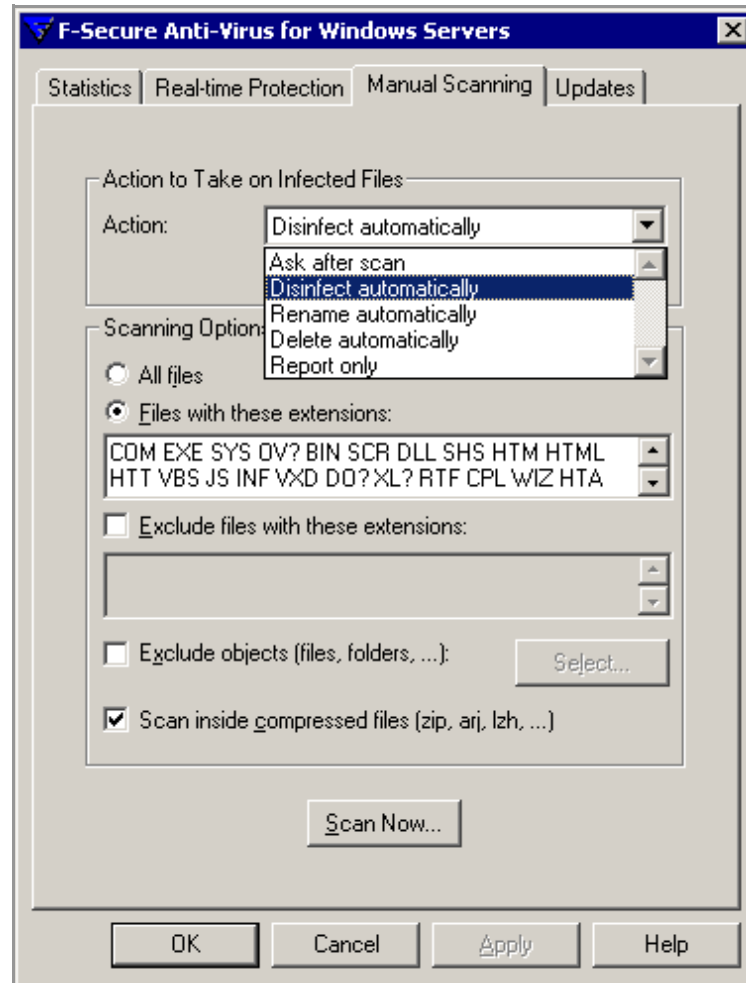 F-Secure Anti-Virus for Windows Servers
Statistics Real-time Protection Manual Scanning Updates
Action to Take on Infected Files
Action: Disinfect automatically
Ask after scan
Disinfect automatically
Rename automatically
Delete automatically
Report only
Scanning Option
All files
Files with these extensions:
COM EXE SYS OV? BIN SCR DLL SHS HTM HTML
HTT VBS JS INF VXD DO? XL? RTF CPL WIZ HTA
Exclude files with these extensions:
Exclude objects (files, folders, ...): Select...
Scan inside compressed files (zip, arj, lzh, ...)
Scan Now...
OK Cancel Apply Help